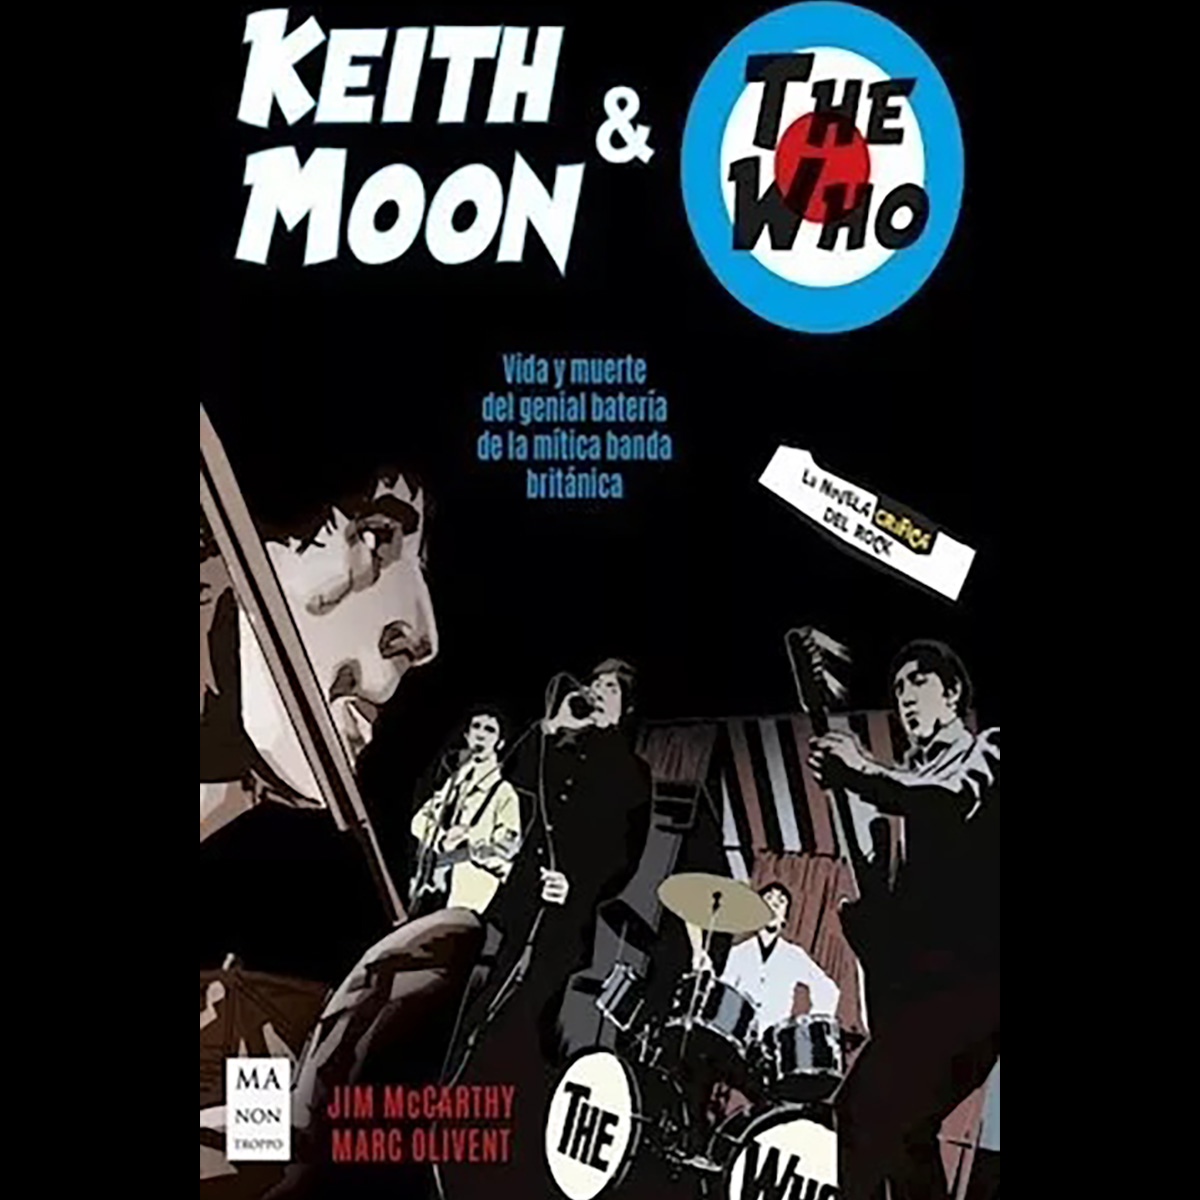 KEITH
MOON
&
THE
WHO
Vida y muerte
del genial batería
de la mítica banda
británica
LA NOVELA GRÁFICA
DEL ROCK
MA
NON
TROPPO
JIM McCARTHY
MARC OLIVENT
THE
WHO